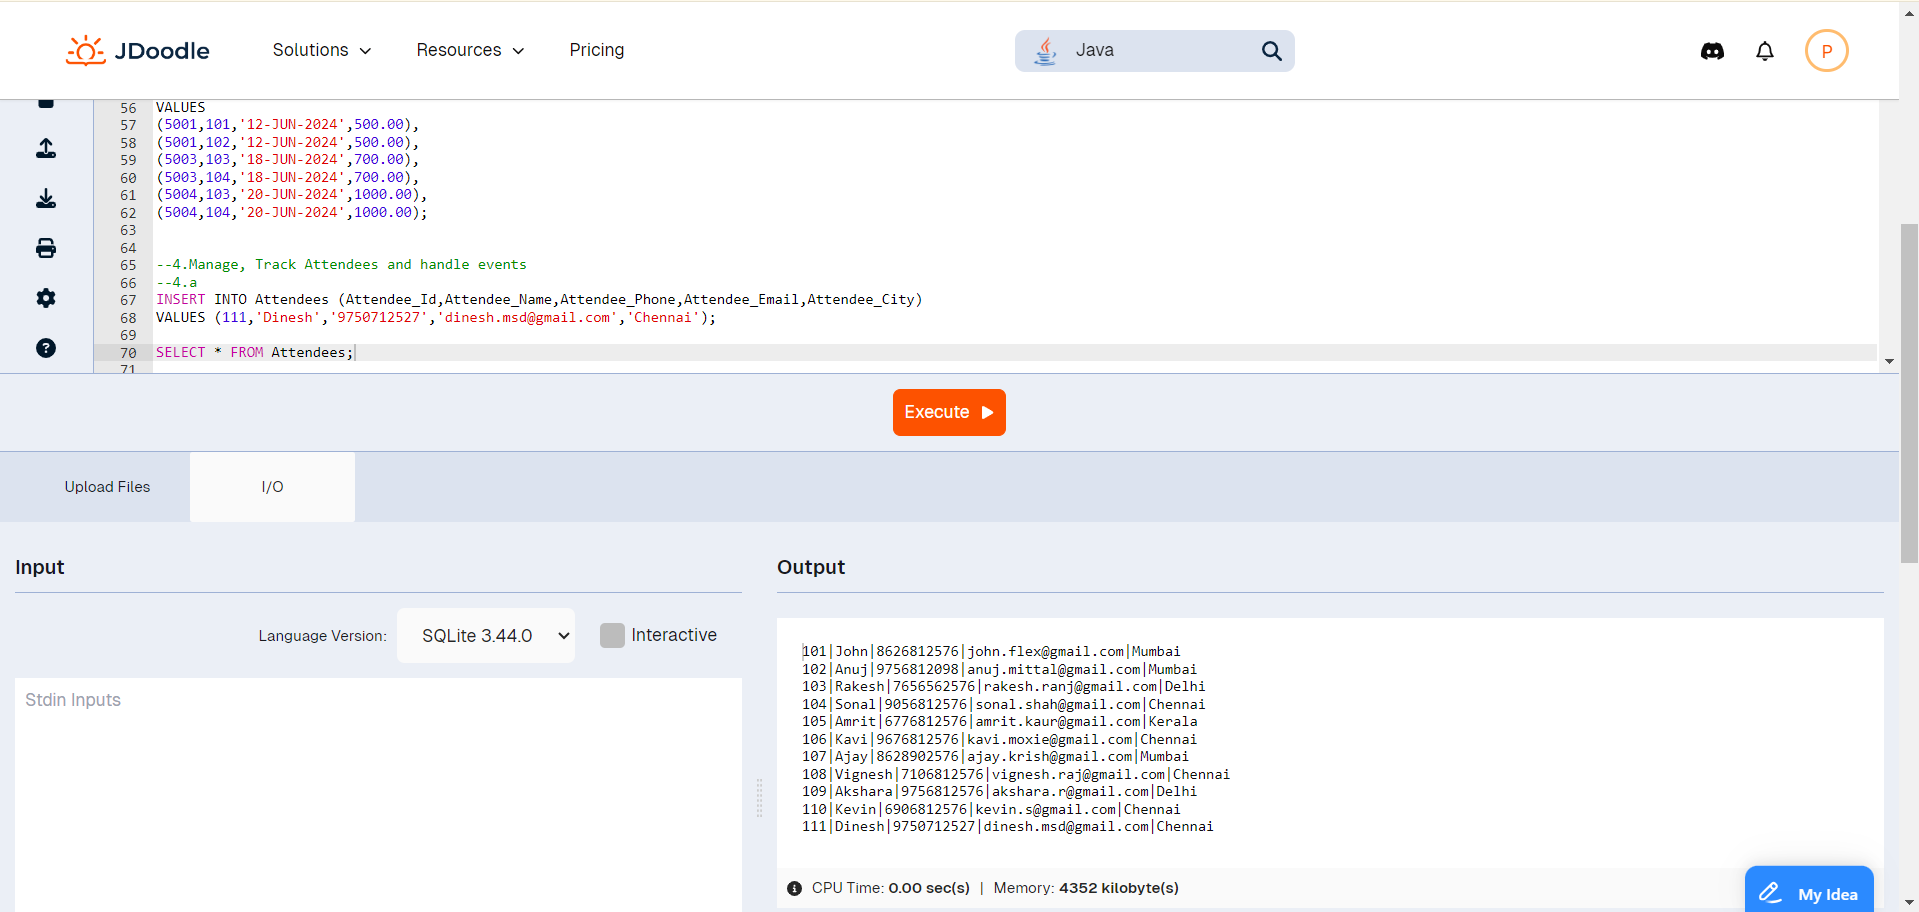 JDoodle Solutions Resources Pricing Java P
56 VALUES
57 (5001,101,'12-JUN-2024',500.00),
58 (5001,102,'12-JUN-2024',500.00),
59 (5003,103,'18-JUN-2024',700.00),
60 (5003,104,'18-JUN-2024',700.00),
61 (5004,103,'20-JUN-2024',1000.00),
62 (5004,104,'20-JUN-2024',1000.00);
63
64
65 --4.Manage, Track Attendees and handle events
66 --4.a
67 INSERT INTO Attendees (Attendee_Id,Attendee_Name,Attendee_Phone,Attendee_Email,Attendee_City)
68 VALUES (111,'Dinesh','9750712527','dinesh.msd@gmail.com','Chennai');
69
70 SELECT * FROM Attendees;
71
Execute
Upload Files I/O
Input
Language Version: SQLite 3.44.0 Interactive
Stdin Inputs
Output
101|John|8626812576|john.flex@gmail.com|Mumbai
102|Anuj|9756812098|anuj.mittal@gmail.com|Mumbai
103|Rakesh|7656562576|rakesh.ranj@gmail.com|Delhi
104|Sonal|9056812576|sonal.shah@gmail.com|Chennai
105|Amrit|6776812576|amrit.kaur@gmail.com|Kerala
106|Kavi|9676812576|kavi.moxie@gmail.com|Chennai
107|Ajay|8628902576|ajay.krish@gmail.com|Mumbai
108|Vignesh|7106812576|vignesh.raj@gmail.com|Chennai
109|Akshara|9756812576|akshara.r@gmail.com|Delhi
110|Kevin|6906812576|kevin.s@gmail.com|Chennai
111|Dinesh|9750712527|dinesh.msd@gmail.com|Chennai
CPU Time: 0.00 sec(s) | Memory: 4352 kilobyte(s)
My Idea